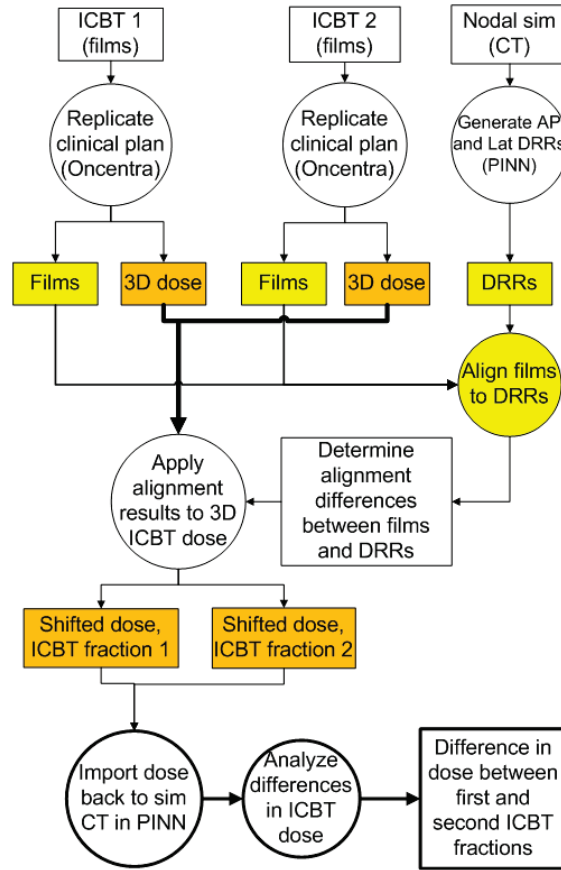 ICBT 1
(films)
ICBT 2
(films)
Nodal sim
(CT)
Replicate
clinical plan
(Oncentra)
Replicate
clinical plan
(Oncentra)
Generate AP
and Lat DRRs
(PINN)
Films
3D dose
Films
3D dose
DRRs
Align films
to DRRs
Apply
alignment
results to 3D
ICBT dose
Determine
alignment
differences
between films
and DRRs
Shifted dose,
ICBT fraction 1
Shifted dose,
ICBT fraction 2
Import dose
back to sim
CT in PINN
Analyze
differences
in ICBT
dose
Difference in
dose between
first and
second ICBT
fractions